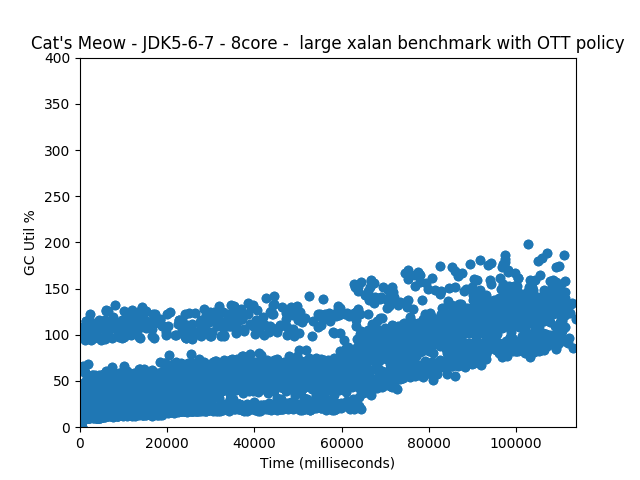 Cat's Meow - JDK5-6-7 - 8core -  large xalan benchmark with OTT policy
400
350
300
250
200
150
100
50
0
GC Util %
0 20000 40000 60000 80000 100000
Time (milliseconds)